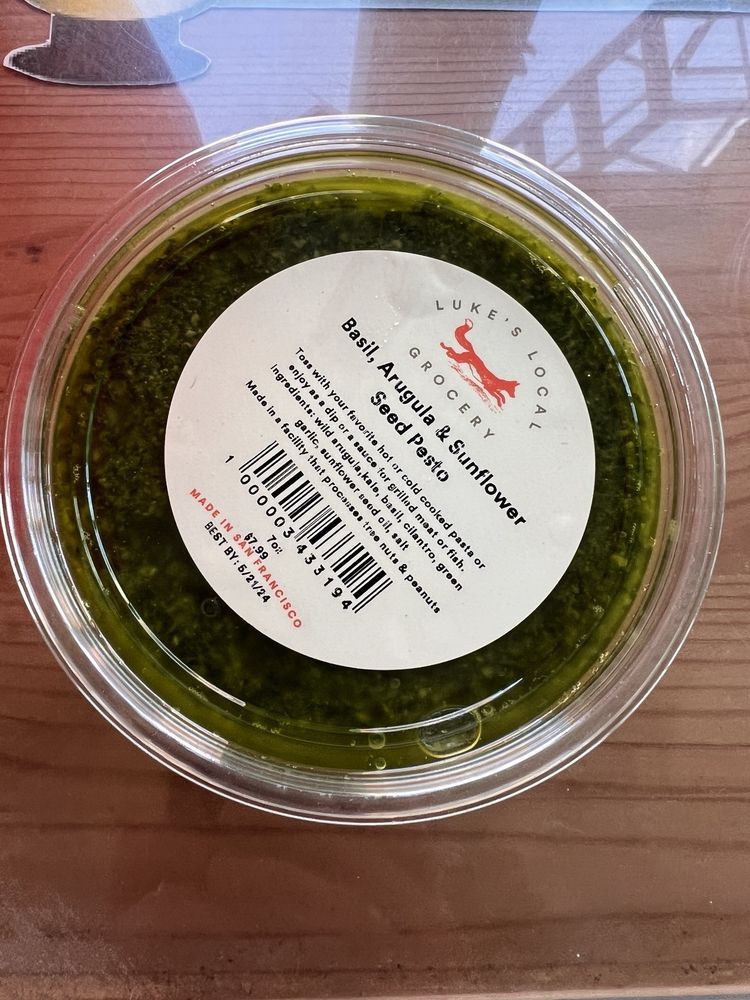 LUKE'S LOCAL
GROCERY
Basil, Arugula & Sunflower
Seed Pesto
Toss with your favorite hot or cold cooked pasta or
enjoy as a dip or a sauce for grilled meat or fish.
Ingredients: wild arugula, kale, basil, cilantro, green
garlic, sunflower seed oil, salt
Made in a facility that processes tree nuts & peanuts
1 000003 433194
7oz
$7.99
MADE IN SAN FRANCISCO
BEST BY: 5/21/24